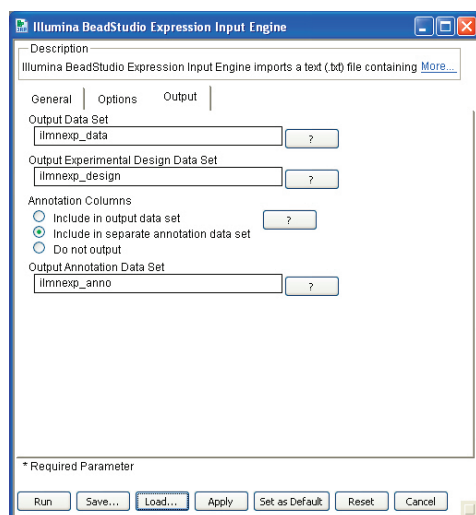 Illumina BeadStudio Expression Input Engine
Description
Illumina BeadStudio Expression Input Engine imports a text (.txt) file containing More...
General Options Output
Output Data Set
ilmnexp_data ?
Output Experimental Design Data Set
ilmnexp_design ?
Annotation Columns
Include in output data set ?
Include in separate annotation data set
Do not output
Output Annotation Data Set
ilmnexp_anno ?
* Required Parameter
Run Save... Load... Apply Set as Default Reset Cancel